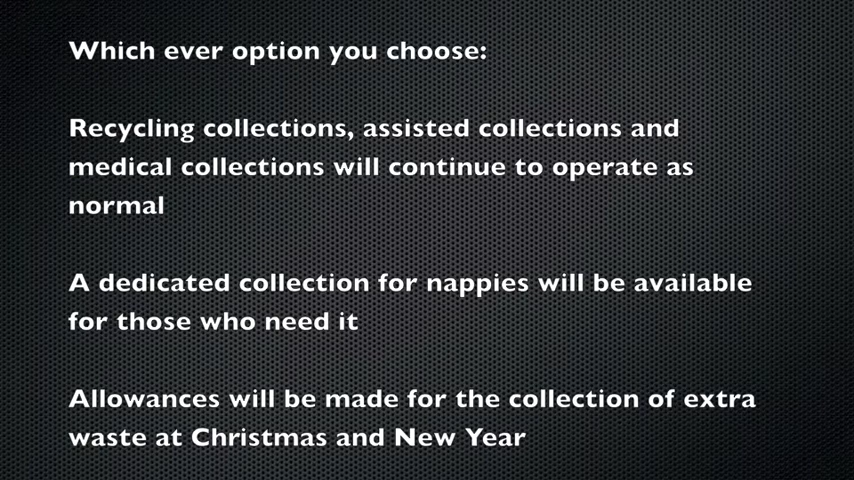 Which ever option you choose:
Recycling collections, assisted collections and
medical collections will continue to operate as
normal
A dedicated collection for nappies will be available
for those who need it
Allowances will be made for the collection of extra
waste at Christmas and New Year